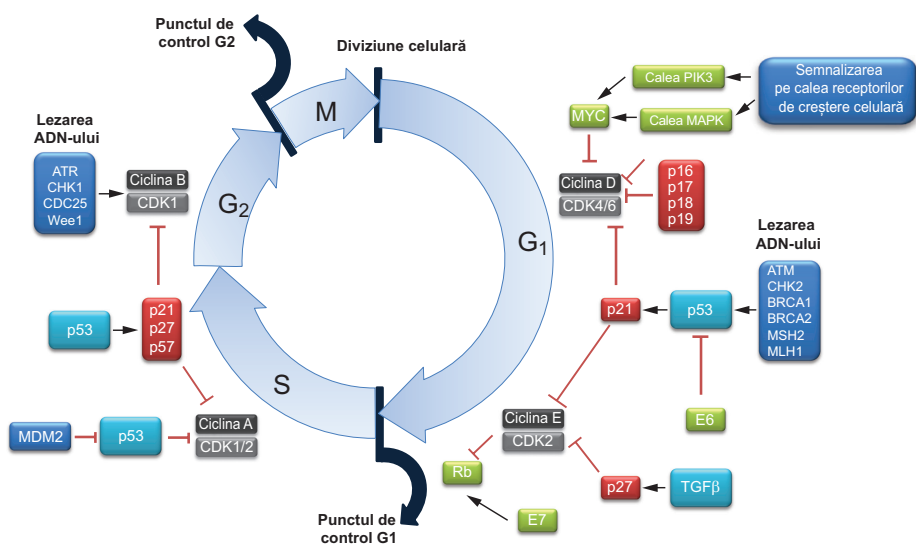 Punctul de
control G2
Diviziune celulară
Calea PIK3
Semnalizarea
pe calea receptorilor
de creștere celulară
MYC
Calea MAPK
M
Lezarea
ADN-ului
ATR
CHK1
CDC25
Wee1
Ciclina B
CDK1
G2
G1
Ciclina D
CDK4/6
p16
p17
p18
p19
Lezarea
ADN-ului
ATM
CHK2
BRCA1
BRCA2
MSH2
MLH1
p53
p21
p27
p57
p21
p53
S
MDM2
p53
Ciclina A
CDK1/2
Ciclina E
CDK2
E6
Rb
p27
TGFβ
E7
Punctul de
control G1